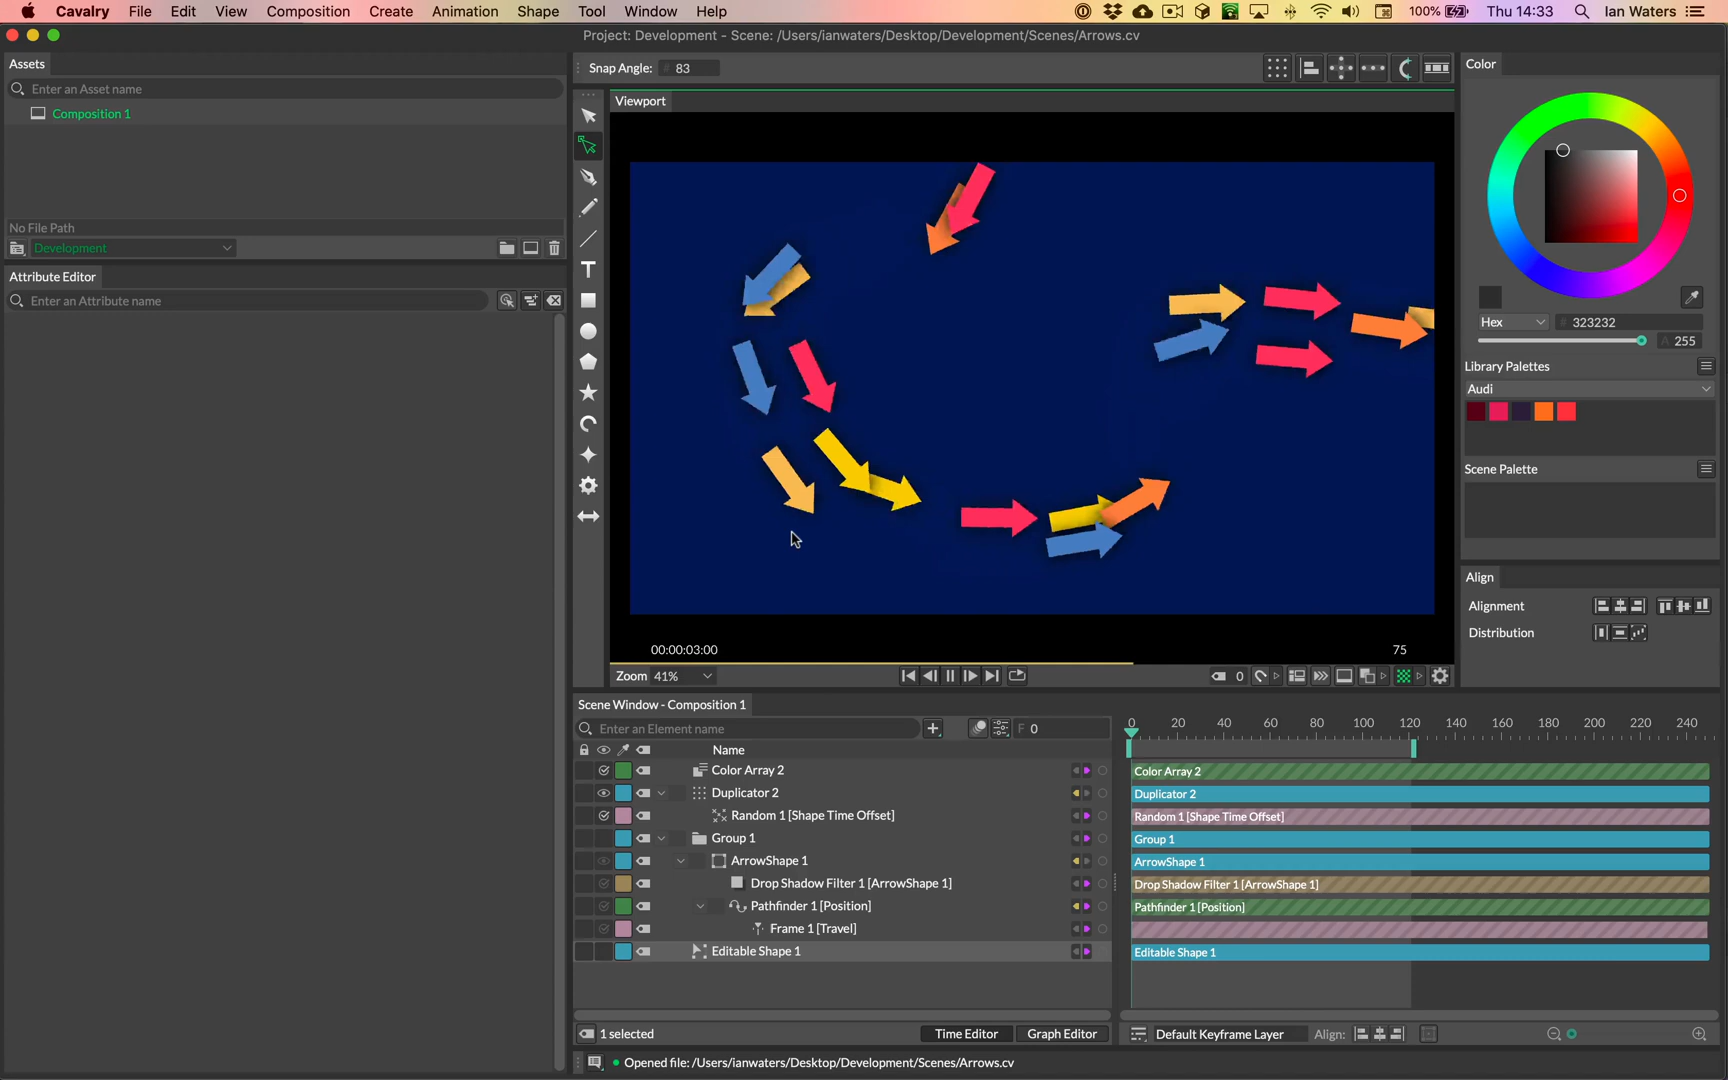 Cavalry File Edit View Composition Create Animation Shape Tool Window Help 100% Thu 14:33 Ian Waters
Project: Development - Scene: /Users/ianwaters/Desktop/Development/Scenes/Arrows.cv
Assets
Enter an Asset name
Composition 1
No File Path
Development
Attribute Editor
Enter an Attribute name
Snap Angle: 83
Viewport
00:00:03:00 75
Zoom 41% 0
Color
Hex # 323232
A 255
Library Palettes
Audi
Scene Palette
Align
Alignment
Distribution
Scene Window - Composition 1
Enter an Element name F 0
0 20 40 60 80 100 120 140 160 180 200 220 240
Name
Color Array 2 Color Array 2
Duplicator 2 Duplicator 2
Random 1 [Shape Time Offset] Random 1 [Shape Time Offset]
Group 1 Group 1
ArrowShape 1 ArrowShape 1
Drop Shadow Filter 1 [ArrowShape 1] Drop Shadow Filter 1 [ArrowShape 1]
Pathfinder 1 [Position] Pathfinder 1 [Position]
Frame 1 [Travel]
Editable Shape 1 Editable Shape 1
1 selected Time Editor Graph Editor Default Keyframe Layer Align:
Opened file: /Users/ianwaters/Desktop/Development/Scenes/Arrows.cv